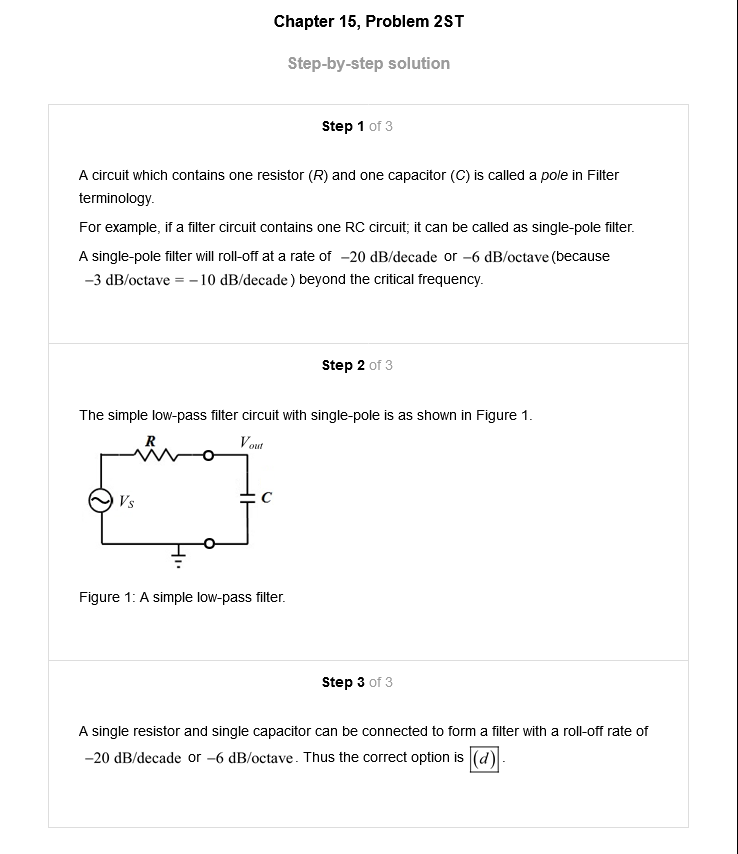 Chapter 15, Problem 2ST
Step-by-step solution
Step 1 of 3
A circuit which contains one resistor (R) and one capacitor (C) is called a pole in Filter
terminology.
For example, if a filter circuit contains one RC circuit; it can be called as single-pole filter.
A single-pole filter will roll-off at a rate of −20 dB/decade or −6 dB/octave (because
−3 dB/octave = −10 dB/decade) beyond the critical frequency.
Step 2 of 3
The simple low-pass filter circuit with single-pole is as shown in Figure 1.
R
Vout
VS
C
Figure 1: A simple low-pass filter.
Step 3 of 3
A single resistor and single capacitor can be connected to form a filter with a roll-off rate of
−20 dB/decade or −6 dB/octave. Thus the correct option is (d).